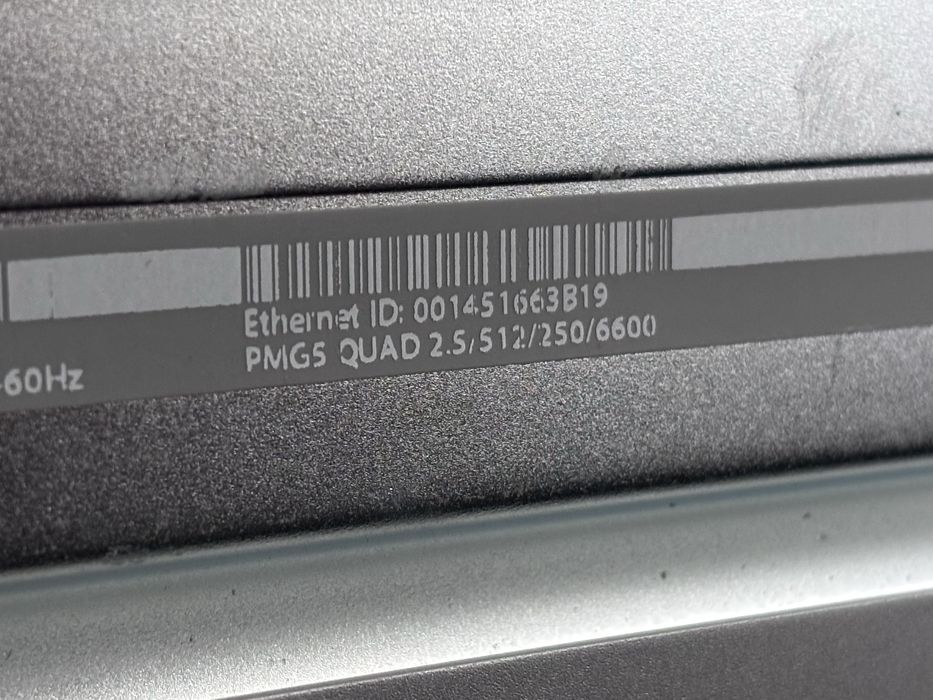 Ethernet ID: 001451663B19
PMG5 QUAD 2.5/512/250/6600
-60Hz